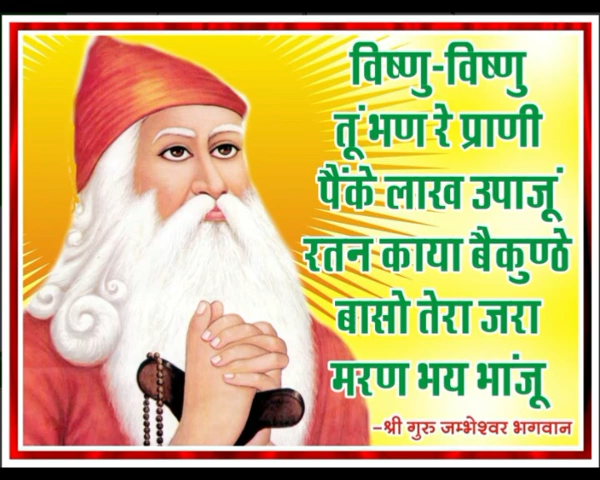 विष्णु-विष्णु
तूं भण रे प्राणी
पैंके लाख उपाजूं
रतन काया बैकुण्ठे
बासो तेरा जरा
मरण भय भांजू
-श्री गुरु जम्भेश्वर भगवान